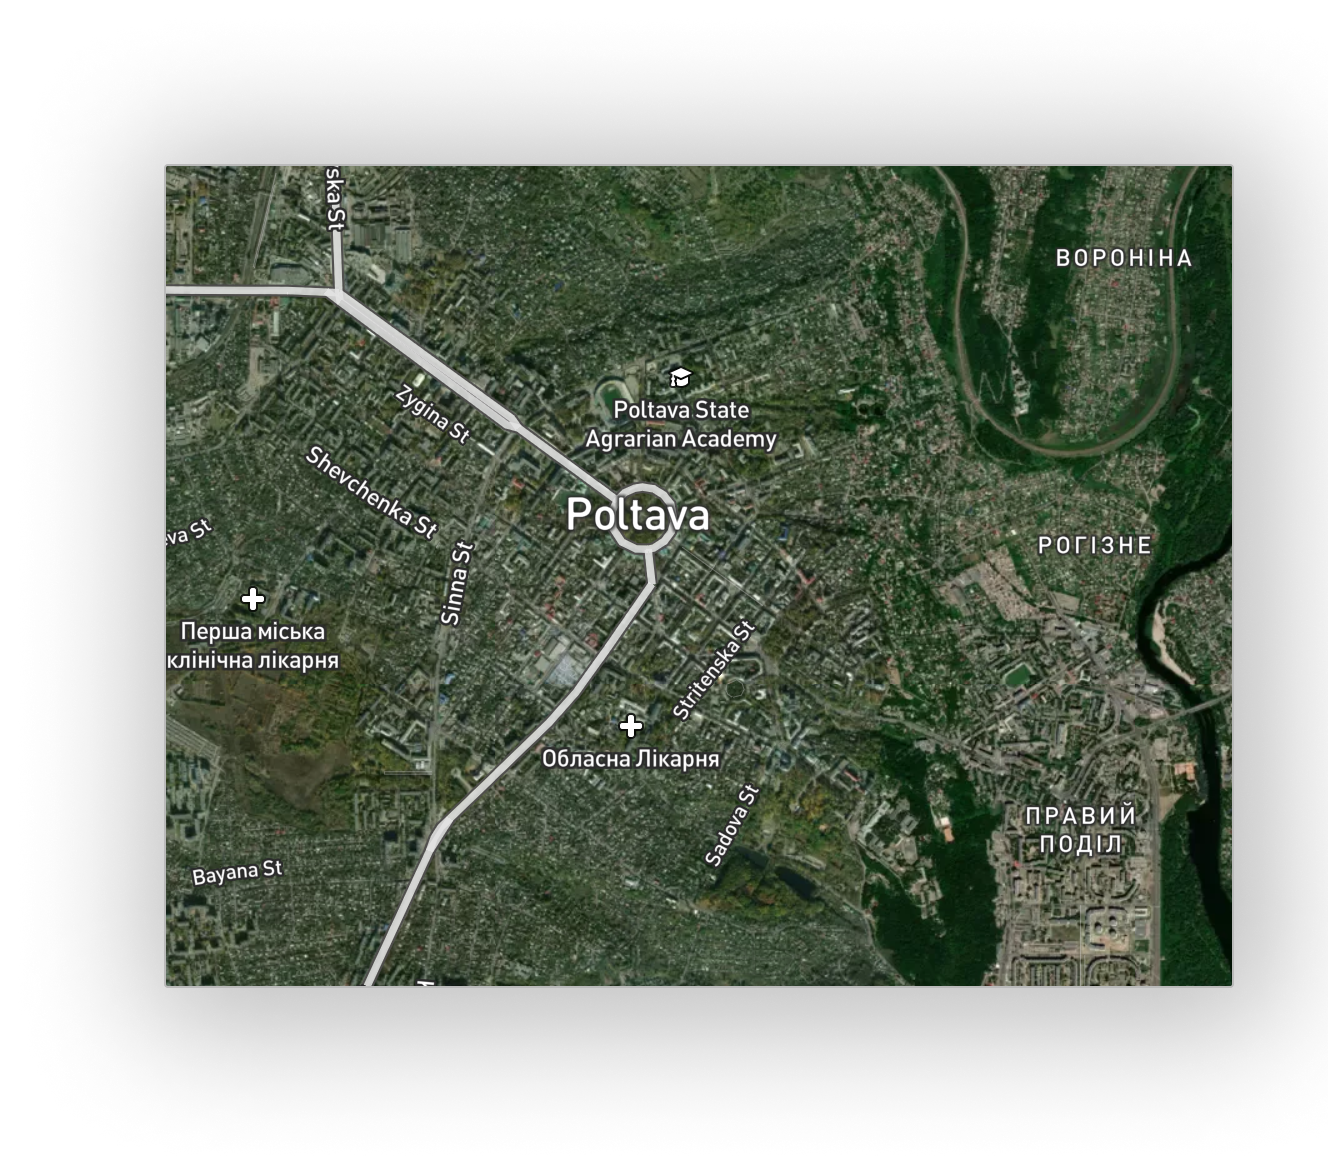 ska St
ВОРОНІНА
Zygina St
Poltava State
Agrarian Academy
Shevchenka St
Poltava
va St
РОГІЗНЕ
Sinna St
Перша міська
клінічна лікарня
Stritenska St
Обласна Лікарня
Sadova St
ПРАВИЙ
ПОДІЛ
Bayana St